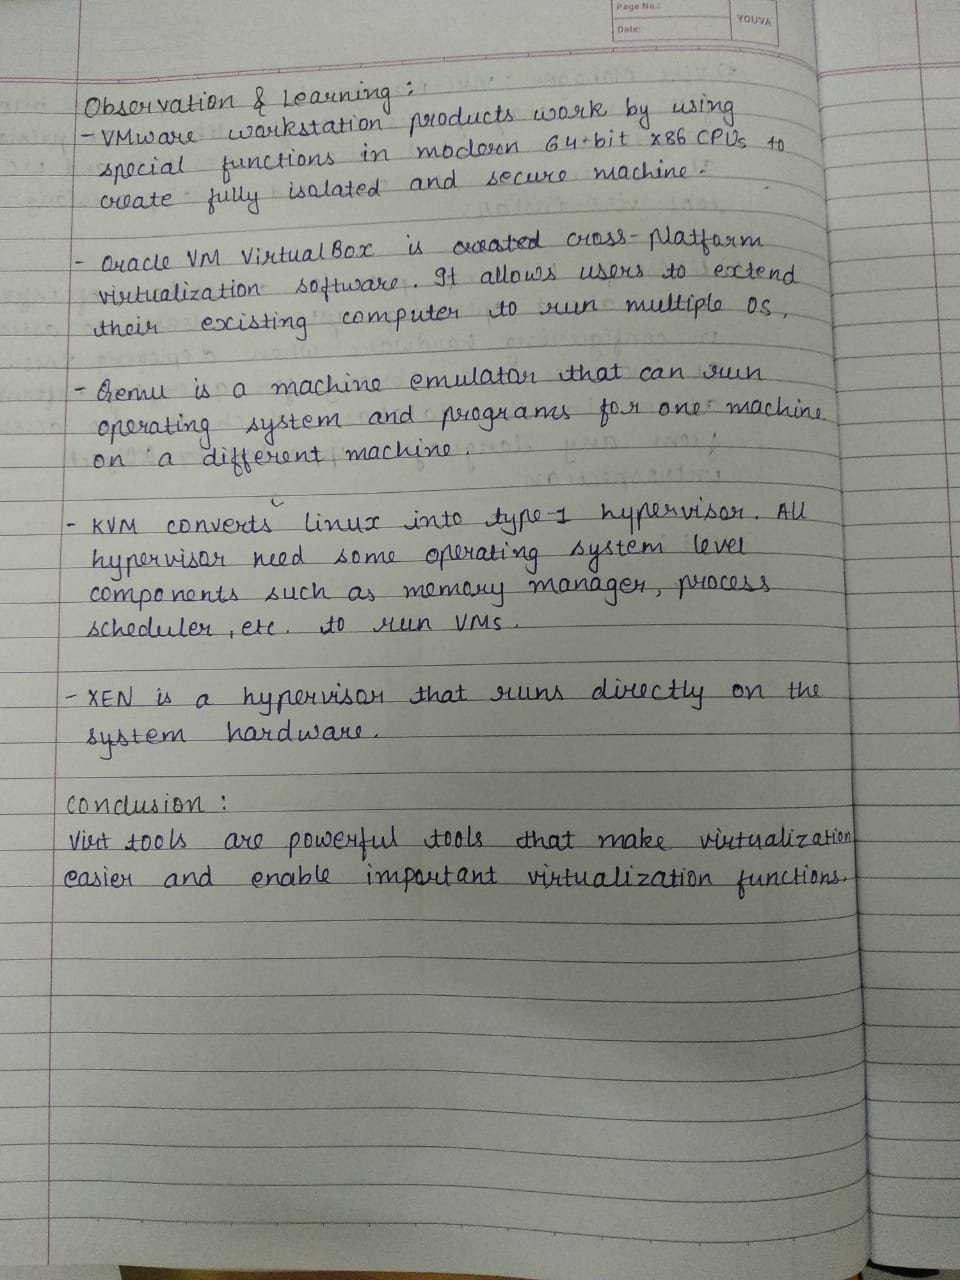 Page No.:
Date:
YOUVA
Observation & Learning :
- VMware workstation products work by using
special functions in modern 64-bit x86 CPUs to
create fully isolated and secure machine.
- Oracle VM VirtualBox is created cross-platform
virtualization software. It allows users to extend
their existing computer to run multiple OS.
- Qemu is a machine emulator that can run
operating system and programs for one machine
on a different machine.
- KVM converts linux into type-1 hypervisor. All
hypervisor need some operating system level
components such as memory manager, process
scheduler, etc. to run VMs.
- XEN is a hypervisor that runs directly on the
system hardware.
Conclusion :
Virt tools are powerful tools that make virtualization
easier and enable important virtualization functions.